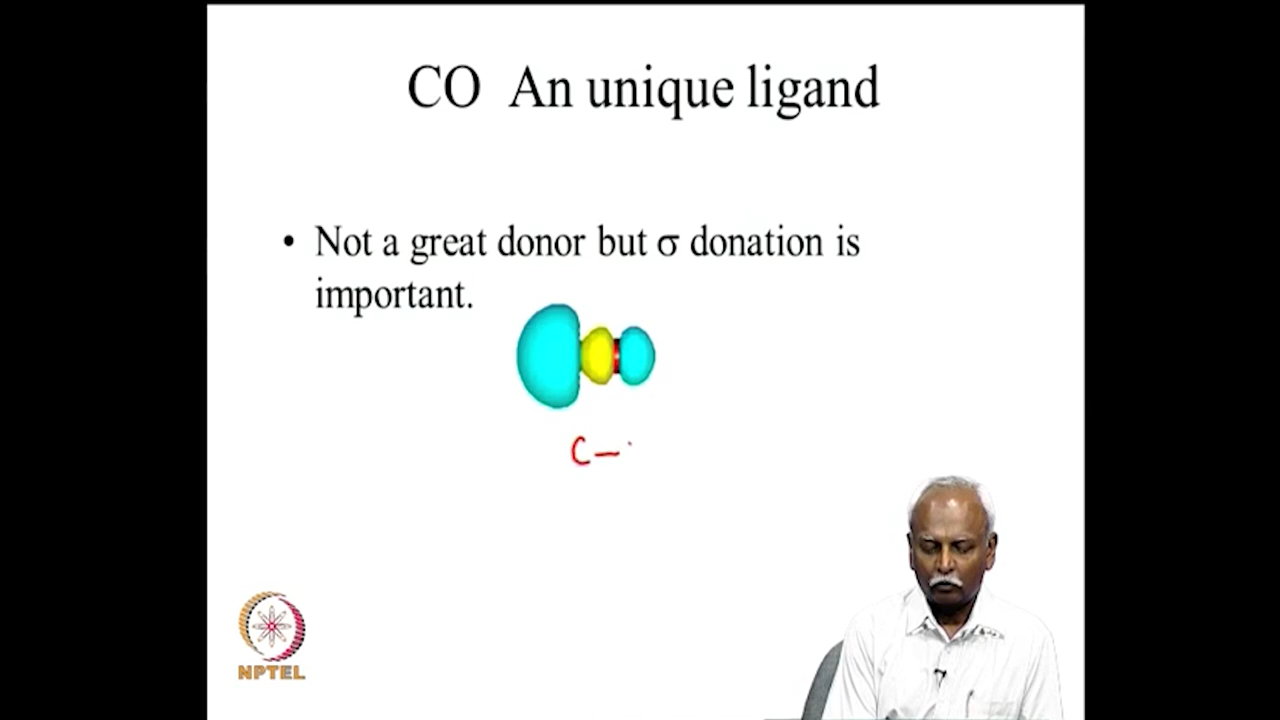 CO An unique ligand
• Not a great donor but σ donation is
important.
C –
NPTEL